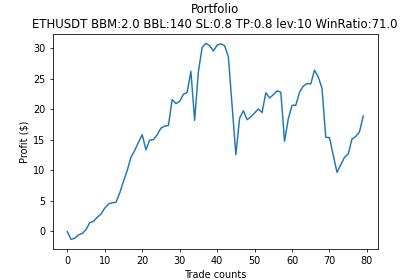 Portfolio
ETHUSDT BBM:2.0 BBL:140 SL:0.8 TP:0.8 lev:10 WinRatio:71.0
30
25
20
15
10
5
0
Profit ($)
0 10 20 30 40 50 60 70 80
Trade counts